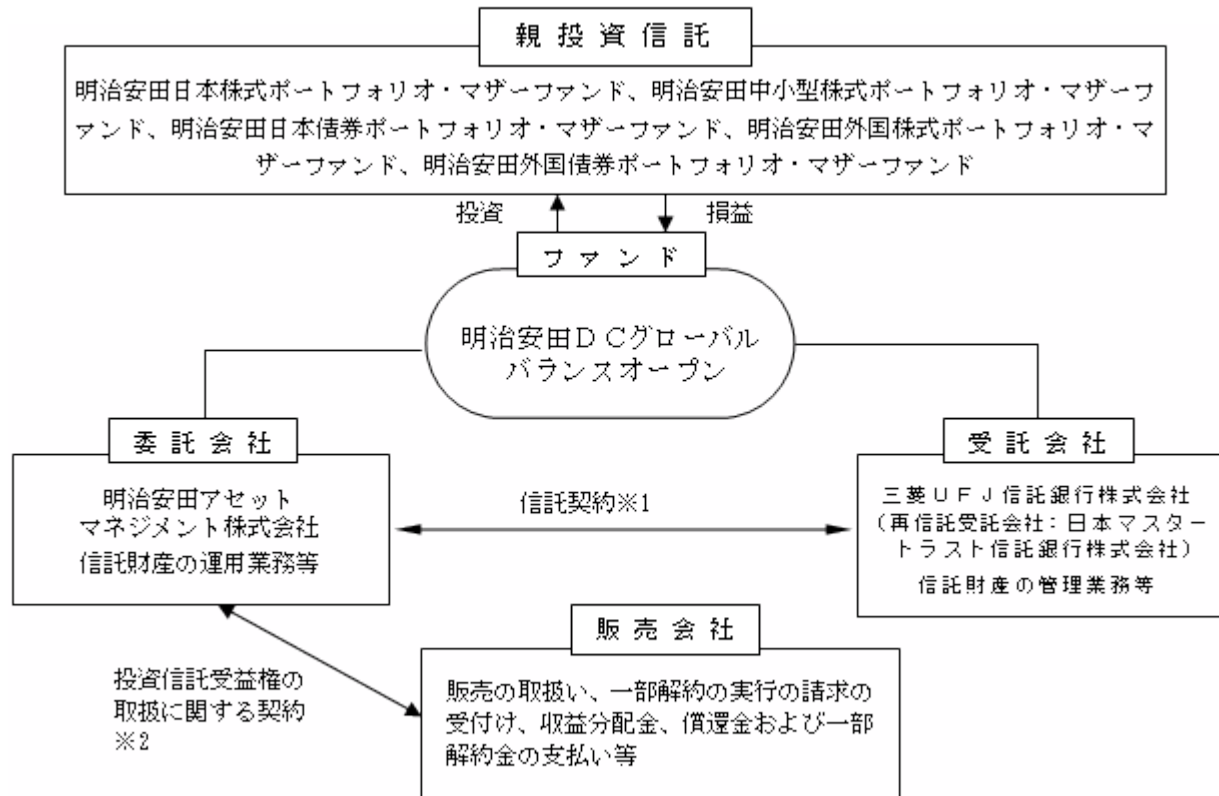 親投資信託
明治安田日本株式ポートフォリオ・マザーファンド、明治安田中小型株式ポートフォリオ・マザーフ
ァンド、明治安田日本債券ポートフォリオ・マザーファンド、明治安田外国株式ポートフォリオ・マ
ザーファンド、明治安田外国債券ポートフォリオ・マザーファンド
投資
損益
ファンド
明治安田ＤＣグローバル
バランスオープン
委託会社
明治安田アセット
マネジメント株式会社
信託財産の運用業務等
信託契約※1
受託会社
三菱ＵＦＪ信託銀行株式会社
（再信託受託会社：日本マスター
トラスト信託銀行株式会社）
信託財産の管理業務等
投資信託受益権の
取扱に関する契約
※2
販売会社
販売の取扱い、一部解約の実行の請求の
受付け、収益分配金、償還金および一部
解約金の支払い等